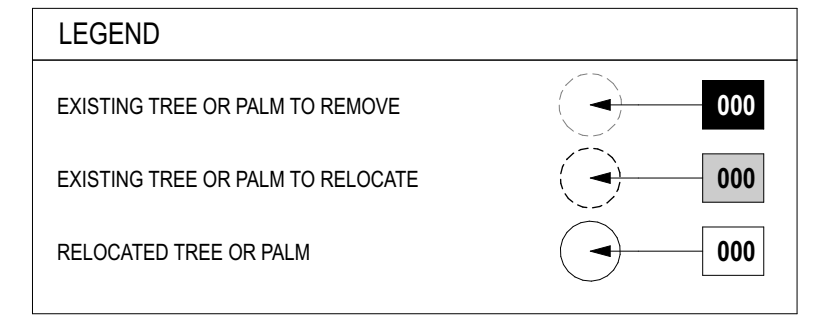 LEGEND
EXISTING TREE OR PALM TO REMOVE 000
EXISTING TREE OR PALM TO RELOCATE 000
RELOCATED TREE OR PALM 000